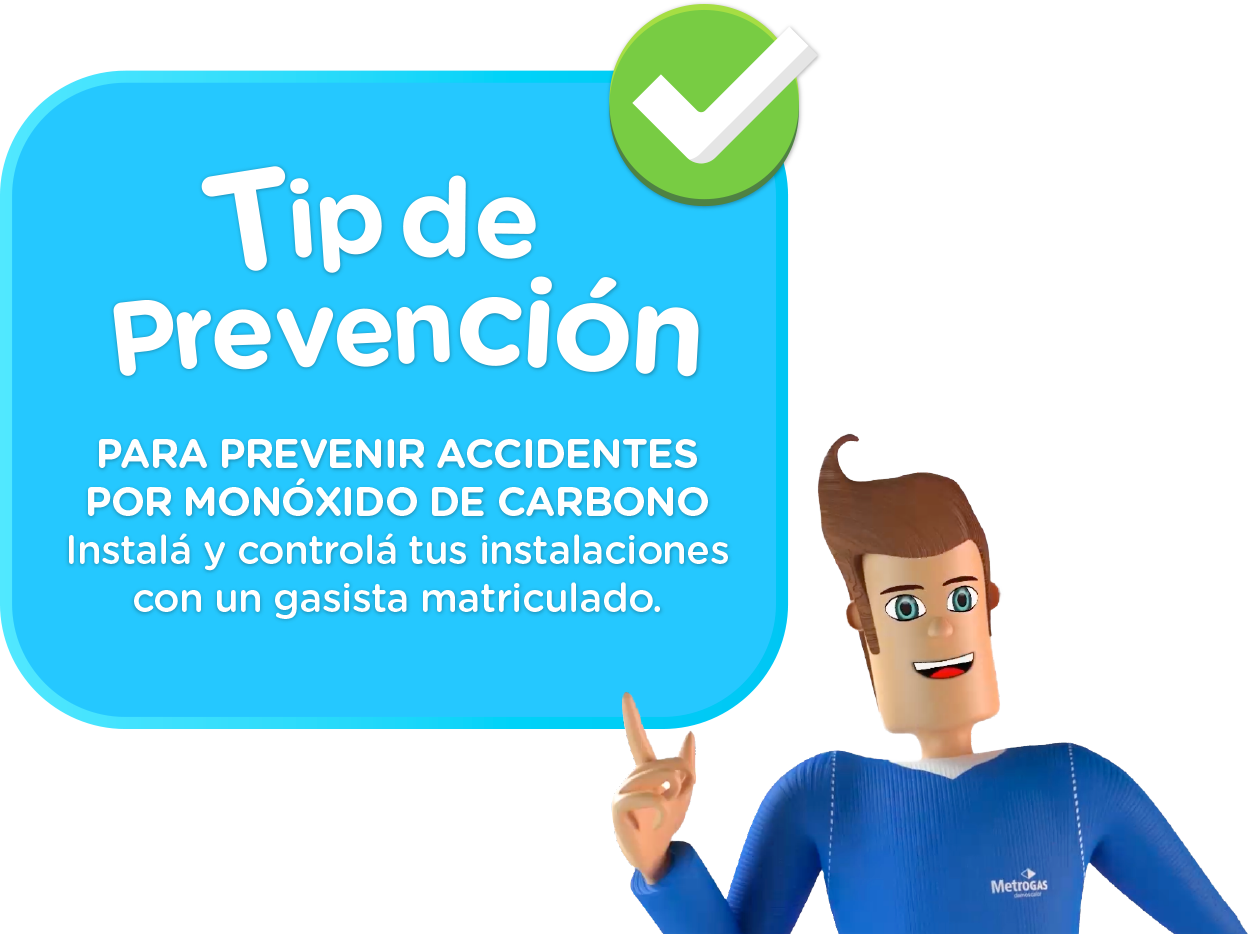 Tip de
Prevención
PARA PREVENIR ACCIDENTES
POR MONÓXIDO DE CARBONO
Instalá y controlá tus instalaciones
con un gasista matriculado.
MetroGAS